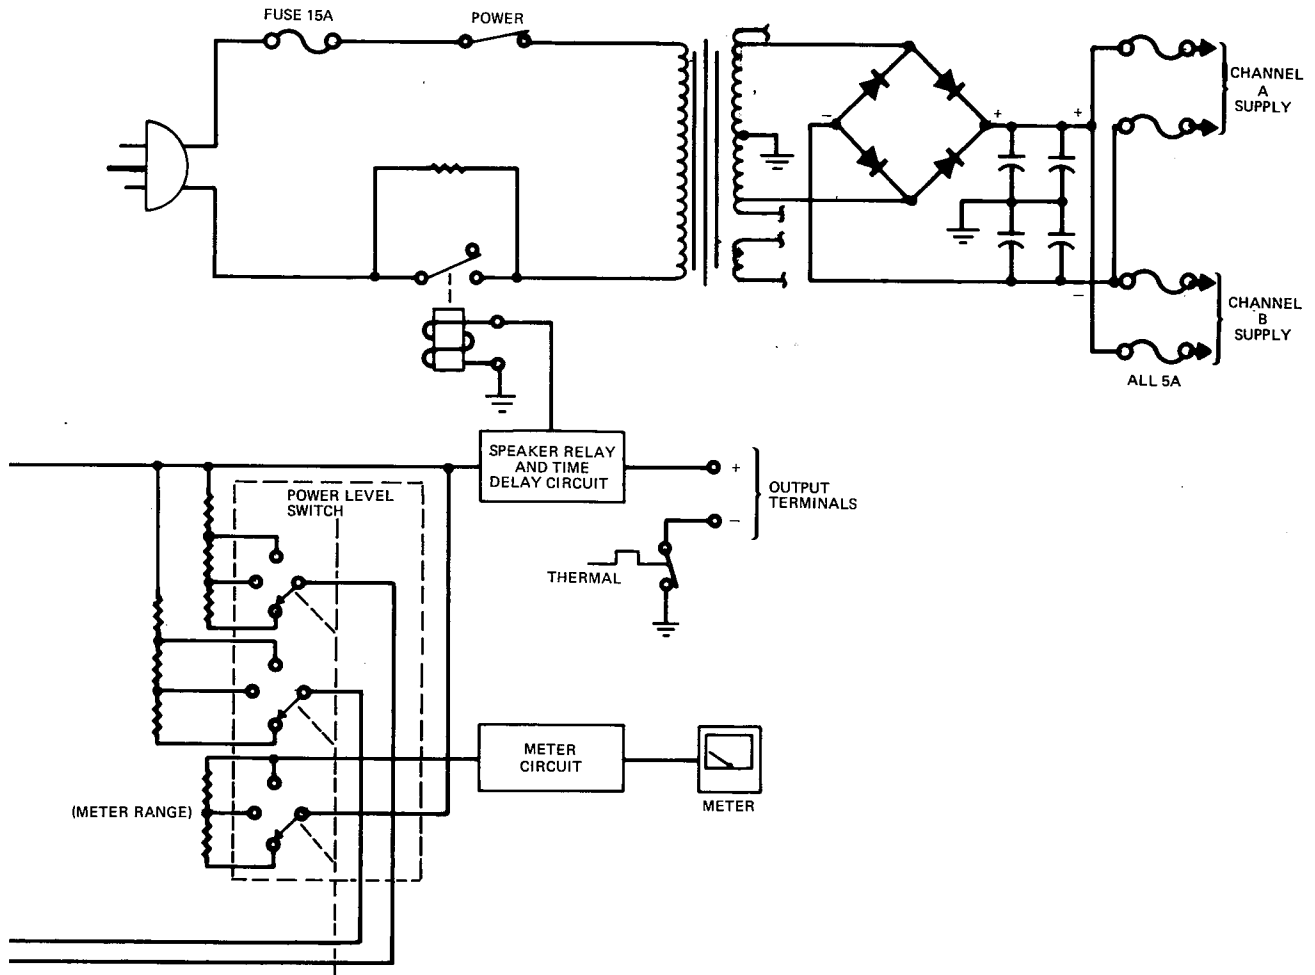 FUSE 15A
POWER
CHANNEL
A
SUPPLY
−
+
+
−
CHANNEL
B
SUPPLY
ALL 5A
SPEAKER RELAY
AND TIME
DELAY CIRCUIT
+
−
OUTPUT
TERMINALS
POWER LEVEL
SWITCH
THERMAL
METER
CIRCUIT
METER
(METER RANGE)